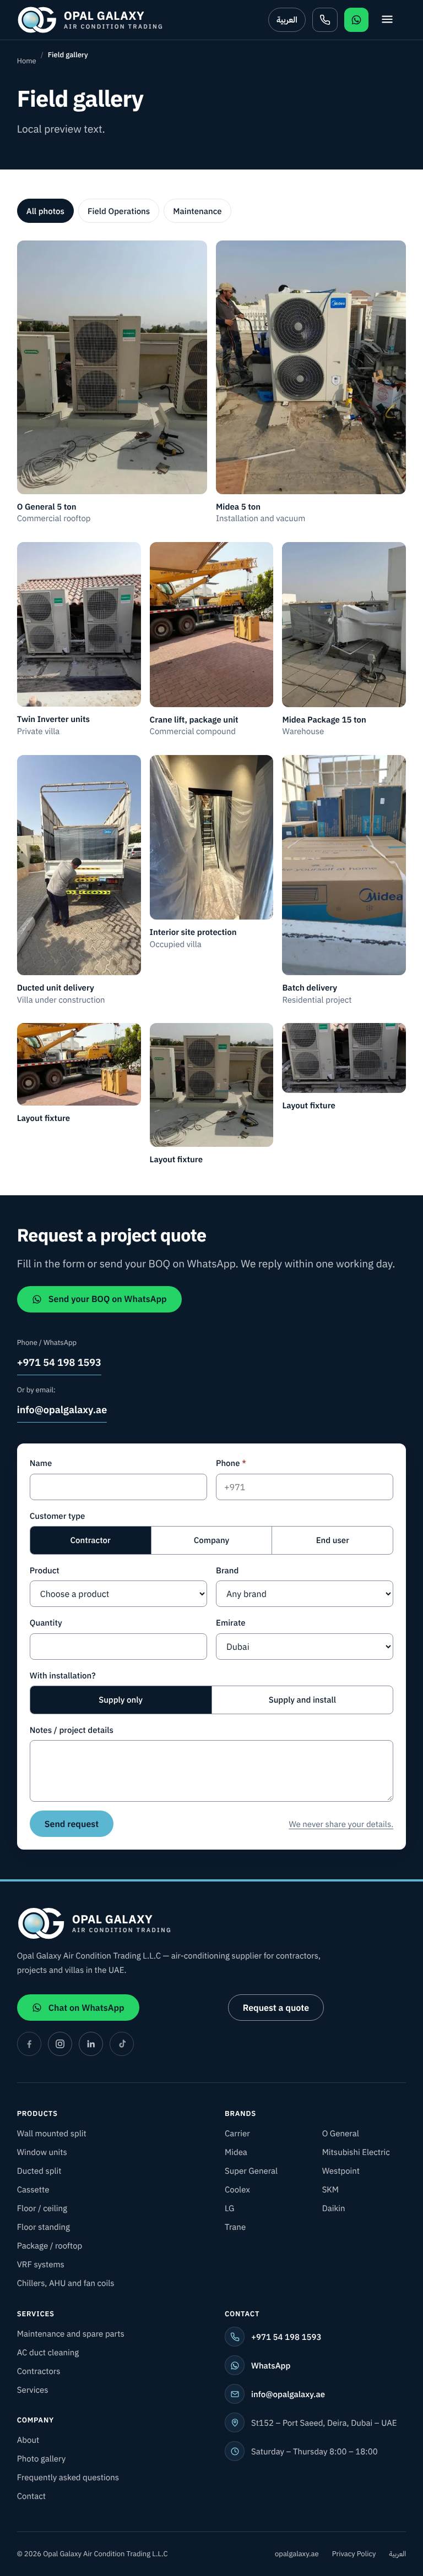 OPAL GALAXY
AIR CONDITION TRADING
العربية
Home / Field gallery
Field gallery
Local preview text.
All photos
Field Operations
Maintenance
Midea
O General 5 ton
Commercial rooftop
Midea 5 ton
Installation and vacuum
Twin Inverter units
Private villa
Crane lift, package unit
Commercial compound
Midea Package 15 ton
Warehouse
Midea
Ducted unit delivery
Villa under construction
Interior site protection
Occupied villa
Batch delivery
Residential project
Layout fixture
Layout fixture
Layout fixture
Request a project quote
Fill in the form or send your BOQ on WhatsApp. We reply within one working day.
Send your BOQ on WhatsApp
Phone / WhatsApp
+971 54 198 1593
Or by email:
info@opalgalaxy.ae
Name
Phone *
+971
Customer type
Contractor
Company
End user
Product
Brand
Choose a product
Any brand
Quantity
Emirate
Dubai
With installation?
Supply only
Supply and install
Notes / project details
Send request
We never share your details.
OPAL GALAXY
AIR CONDITION TRADING
Opal Galaxy Air Condition Trading L.L.C — air-conditioning supplier for contractors,
projects and villas in the UAE.
Chat on WhatsApp
Request a quote
PRODUCTS
Wall mounted split
Window units
Ducted split
Cassette
Floor / ceiling
Floor standing
Package / rooftop
VRF systems
Chillers, AHU and fan coils
BRANDS
Carrier
O General
Midea
Mitsubishi Electric
Super General
Westpoint
Coolex
SKM
LG
Daikin
Trane
SERVICES
Maintenance and spare parts
AC duct cleaning
Contractors
Services
COMPANY
About
Photo gallery
Frequently asked questions
Contact
CONTACT
+971 54 198 1593
WhatsApp
info@opalgalaxy.ae
St152 – Port Saeed, Deira, Dubai – UAE
Saturday – Thursday 8:00 – 18:00
© 2026 Opal Galaxy Air Condition Trading L.L.C
opalgalaxy.ae
Privacy Policy
العربية